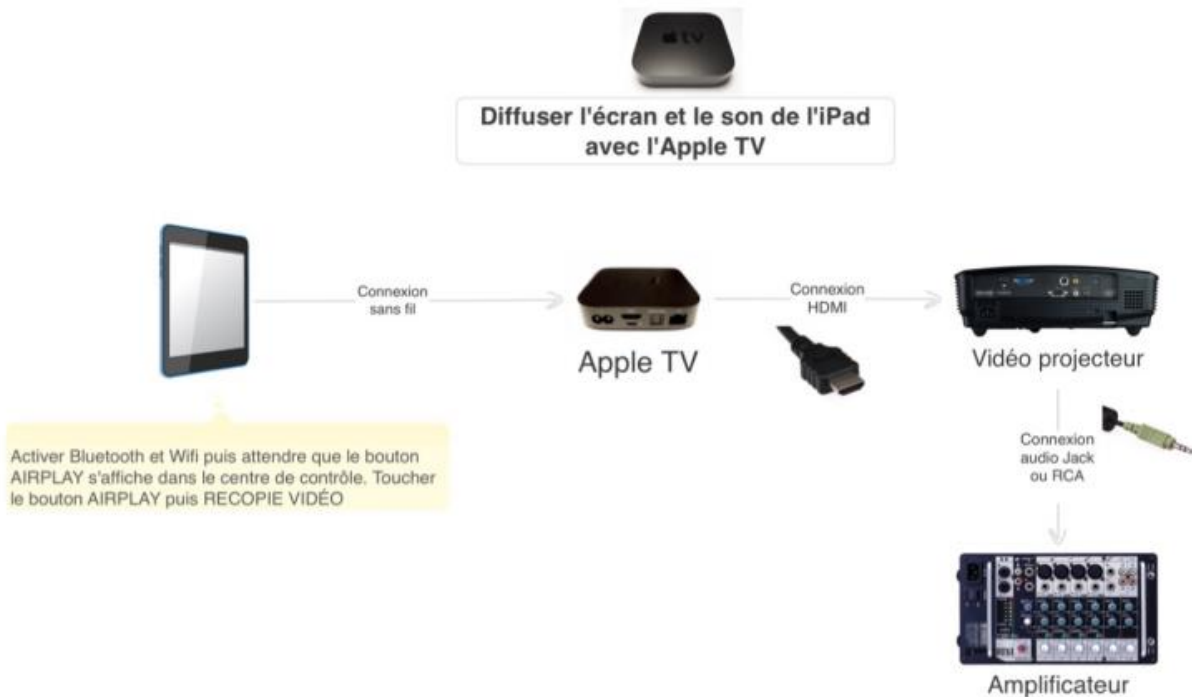 tv
Diffuser l'écran et le son de l'iPad
avec l'Apple TV
Connexion
sans fil
Apple TV
Connexion
HDMI
Vidéo projecteur
Activer Bluetooth et Wifi puis attendre que le bouton
AIRPLAY s'affiche dans le centre de contrôle. Toucher
le bouton AIRPLAY puis RECOPIE VIDÉO
Connexion
audio Jack
ou RCA
Amplificateur